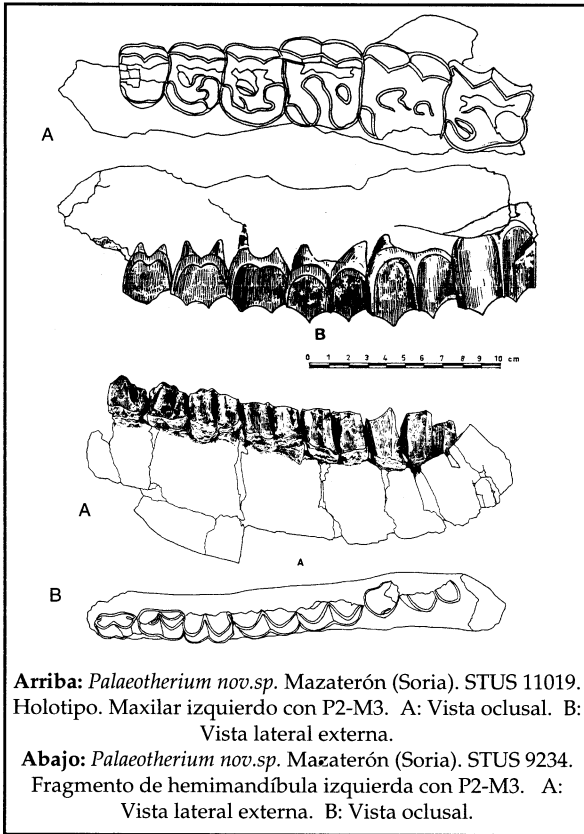 A
B
0 1 2 3 4 5 6 7 8 9 10 cm
A
A
B
Arriba: Palaeotherium nov.sp. Mazaterón (Soria). STUS 11019.
Holotipo. Maxilar izquierdo con P2-M3. A: Vista oclusal. B:
Vista lateral externa.
Abajo: Palaeotherium nov.sp. Mazaterón (Soria). STUS 9234.
Fragmento de hemimandíbula izquierda con P2-M3. A:
Vista lateral externa. B: Vista oclusal.